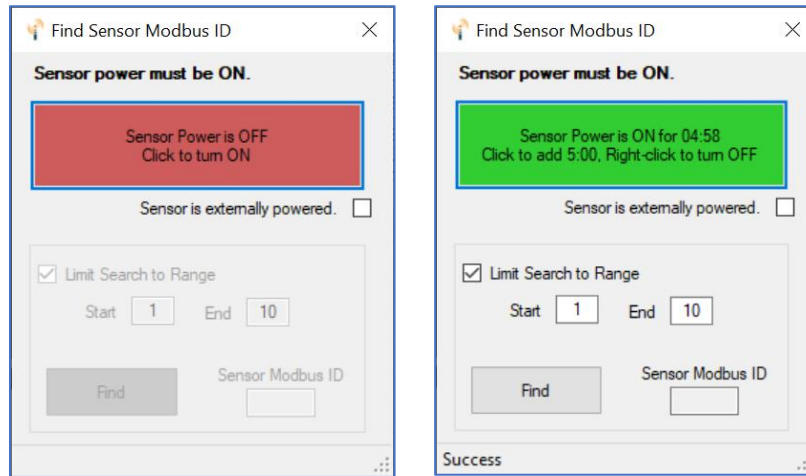 Find Sensor Modbus ID
Sensor power must be ON.
Sensor Power is OFF
Click to turn ON
Sensor is externally powered.
Limit Search to Range
Start 1 End 10
Sensor Modbus ID
Find
Find Sensor Modbus ID
Sensor power must be ON.
Sensor Power is ON for 04:58
Click to add 5:00, Right-click to turn OFF
Sensor is externally powered.
Limit Search to Range
Start 1 End 10
Sensor Modbus ID
Find
Success